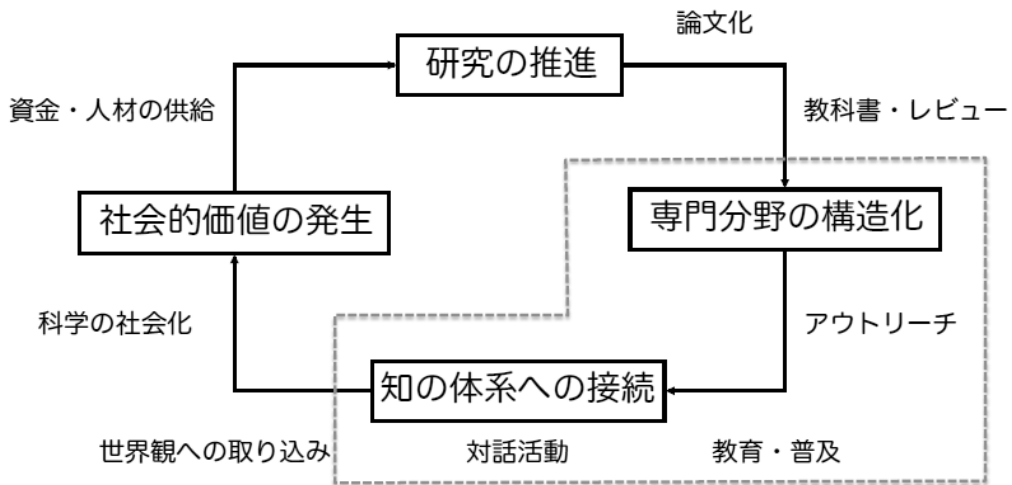 論文化
研究の推進
資金・人材の供給
教科書・レビュー
社会的価値の発生
専門分野の構造化
科学の社会化
アウトリーチ
知の体系への接続
世界観への取り込み
対話活動
教育・普及